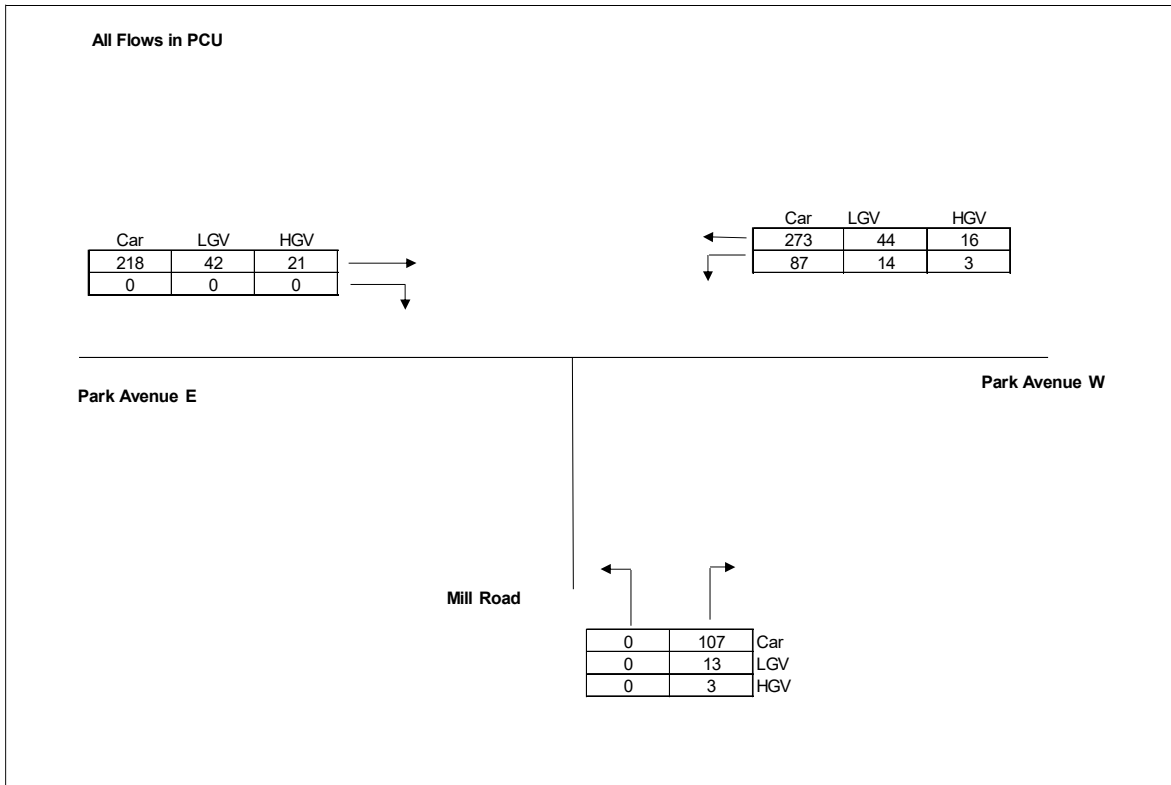 All Flows in PCU
Car LGV HGV
273 44 16
87 14 3
Car LGV HGV
218 42 21
0 0 0
Park Avenue E
Park Avenue W
Mill Road
0 107 Car
0 13 LGV
0 3 HGV